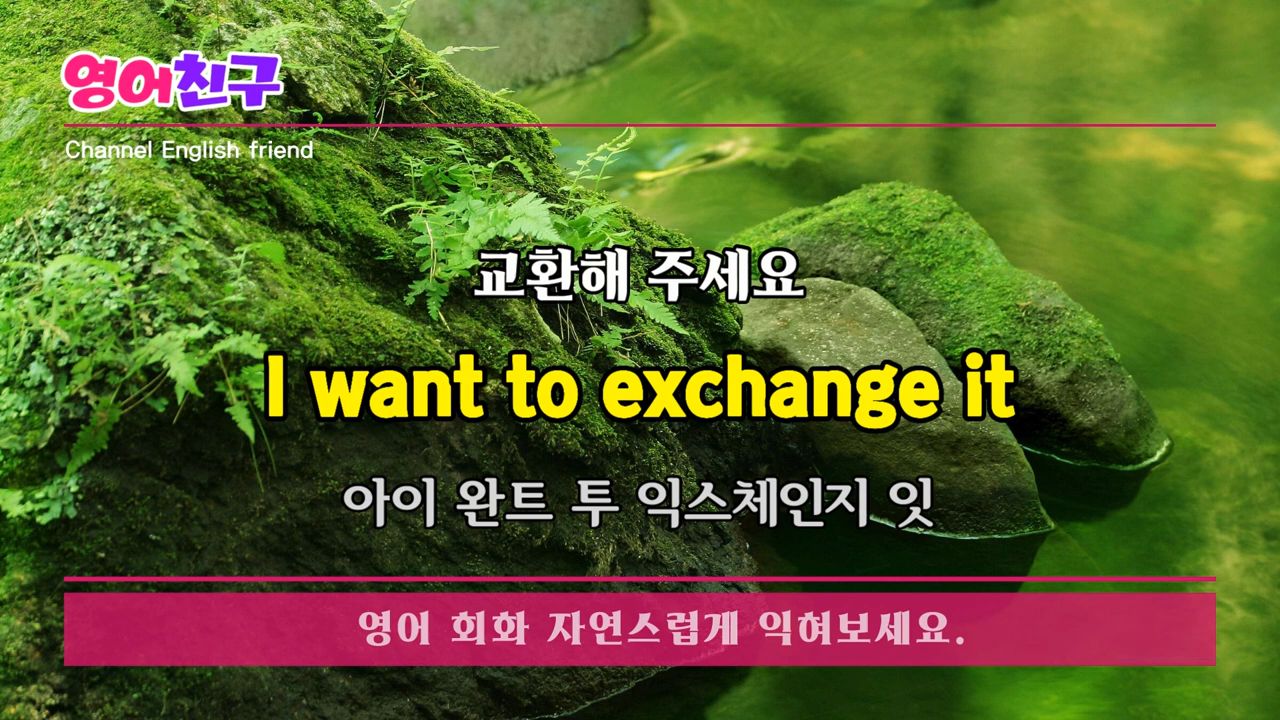 영어친구
Channel English friend
교환해 주세요
I want to exchange it
아이 완트 투 익스체인지 잇
영어 회화 자연스럽게 익혀보세요.